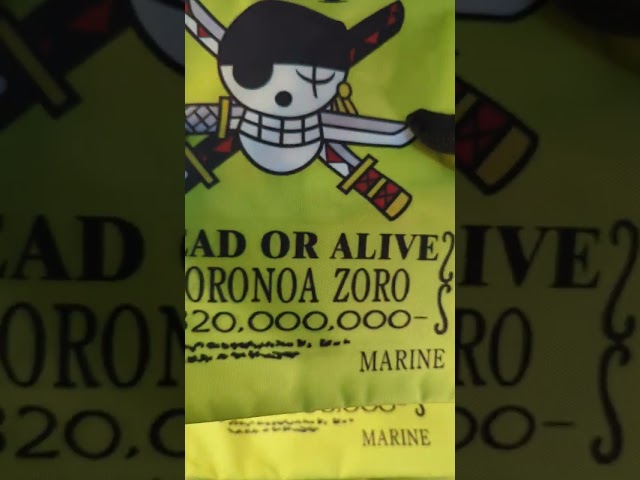 EAD OR ALIVE
ORONOA ZORO
320,000,000-
MARINE
MARINE